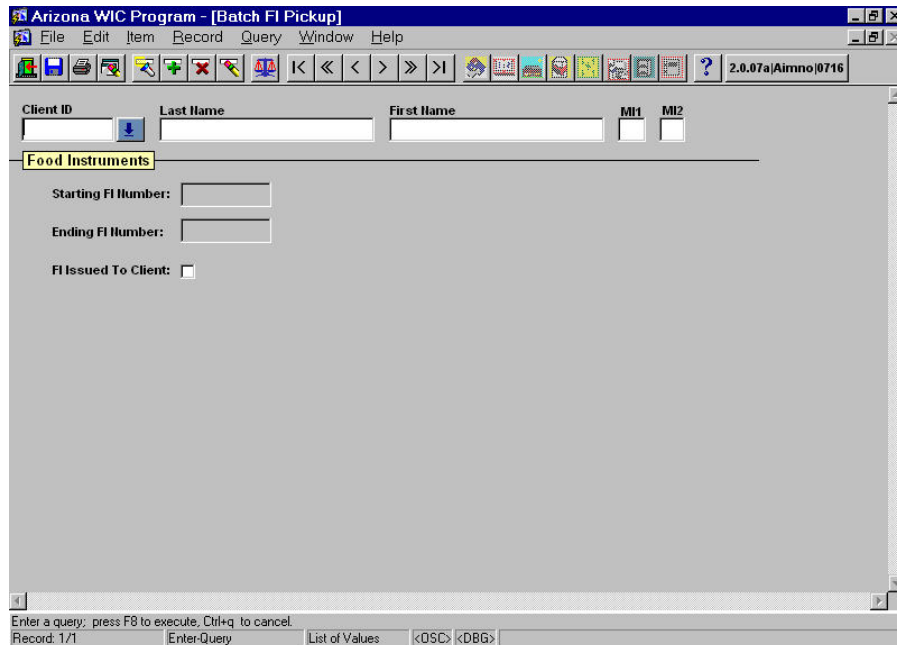 Arizona WIC Program - [Batch FI Pickup]
File Edit Item Record Query Window Help
? 2.0.07a|Aimno|0716
Client ID Last Name First Name MI1 MI2
Food Instruments
Starting FI Number:
Ending FI Number:
FI Issued To Client:
Enter a query; press F8 to execute, Ctrl+q to cancel.
Record: 1/1 Enter-Query List of Values <OSC> <DBG>